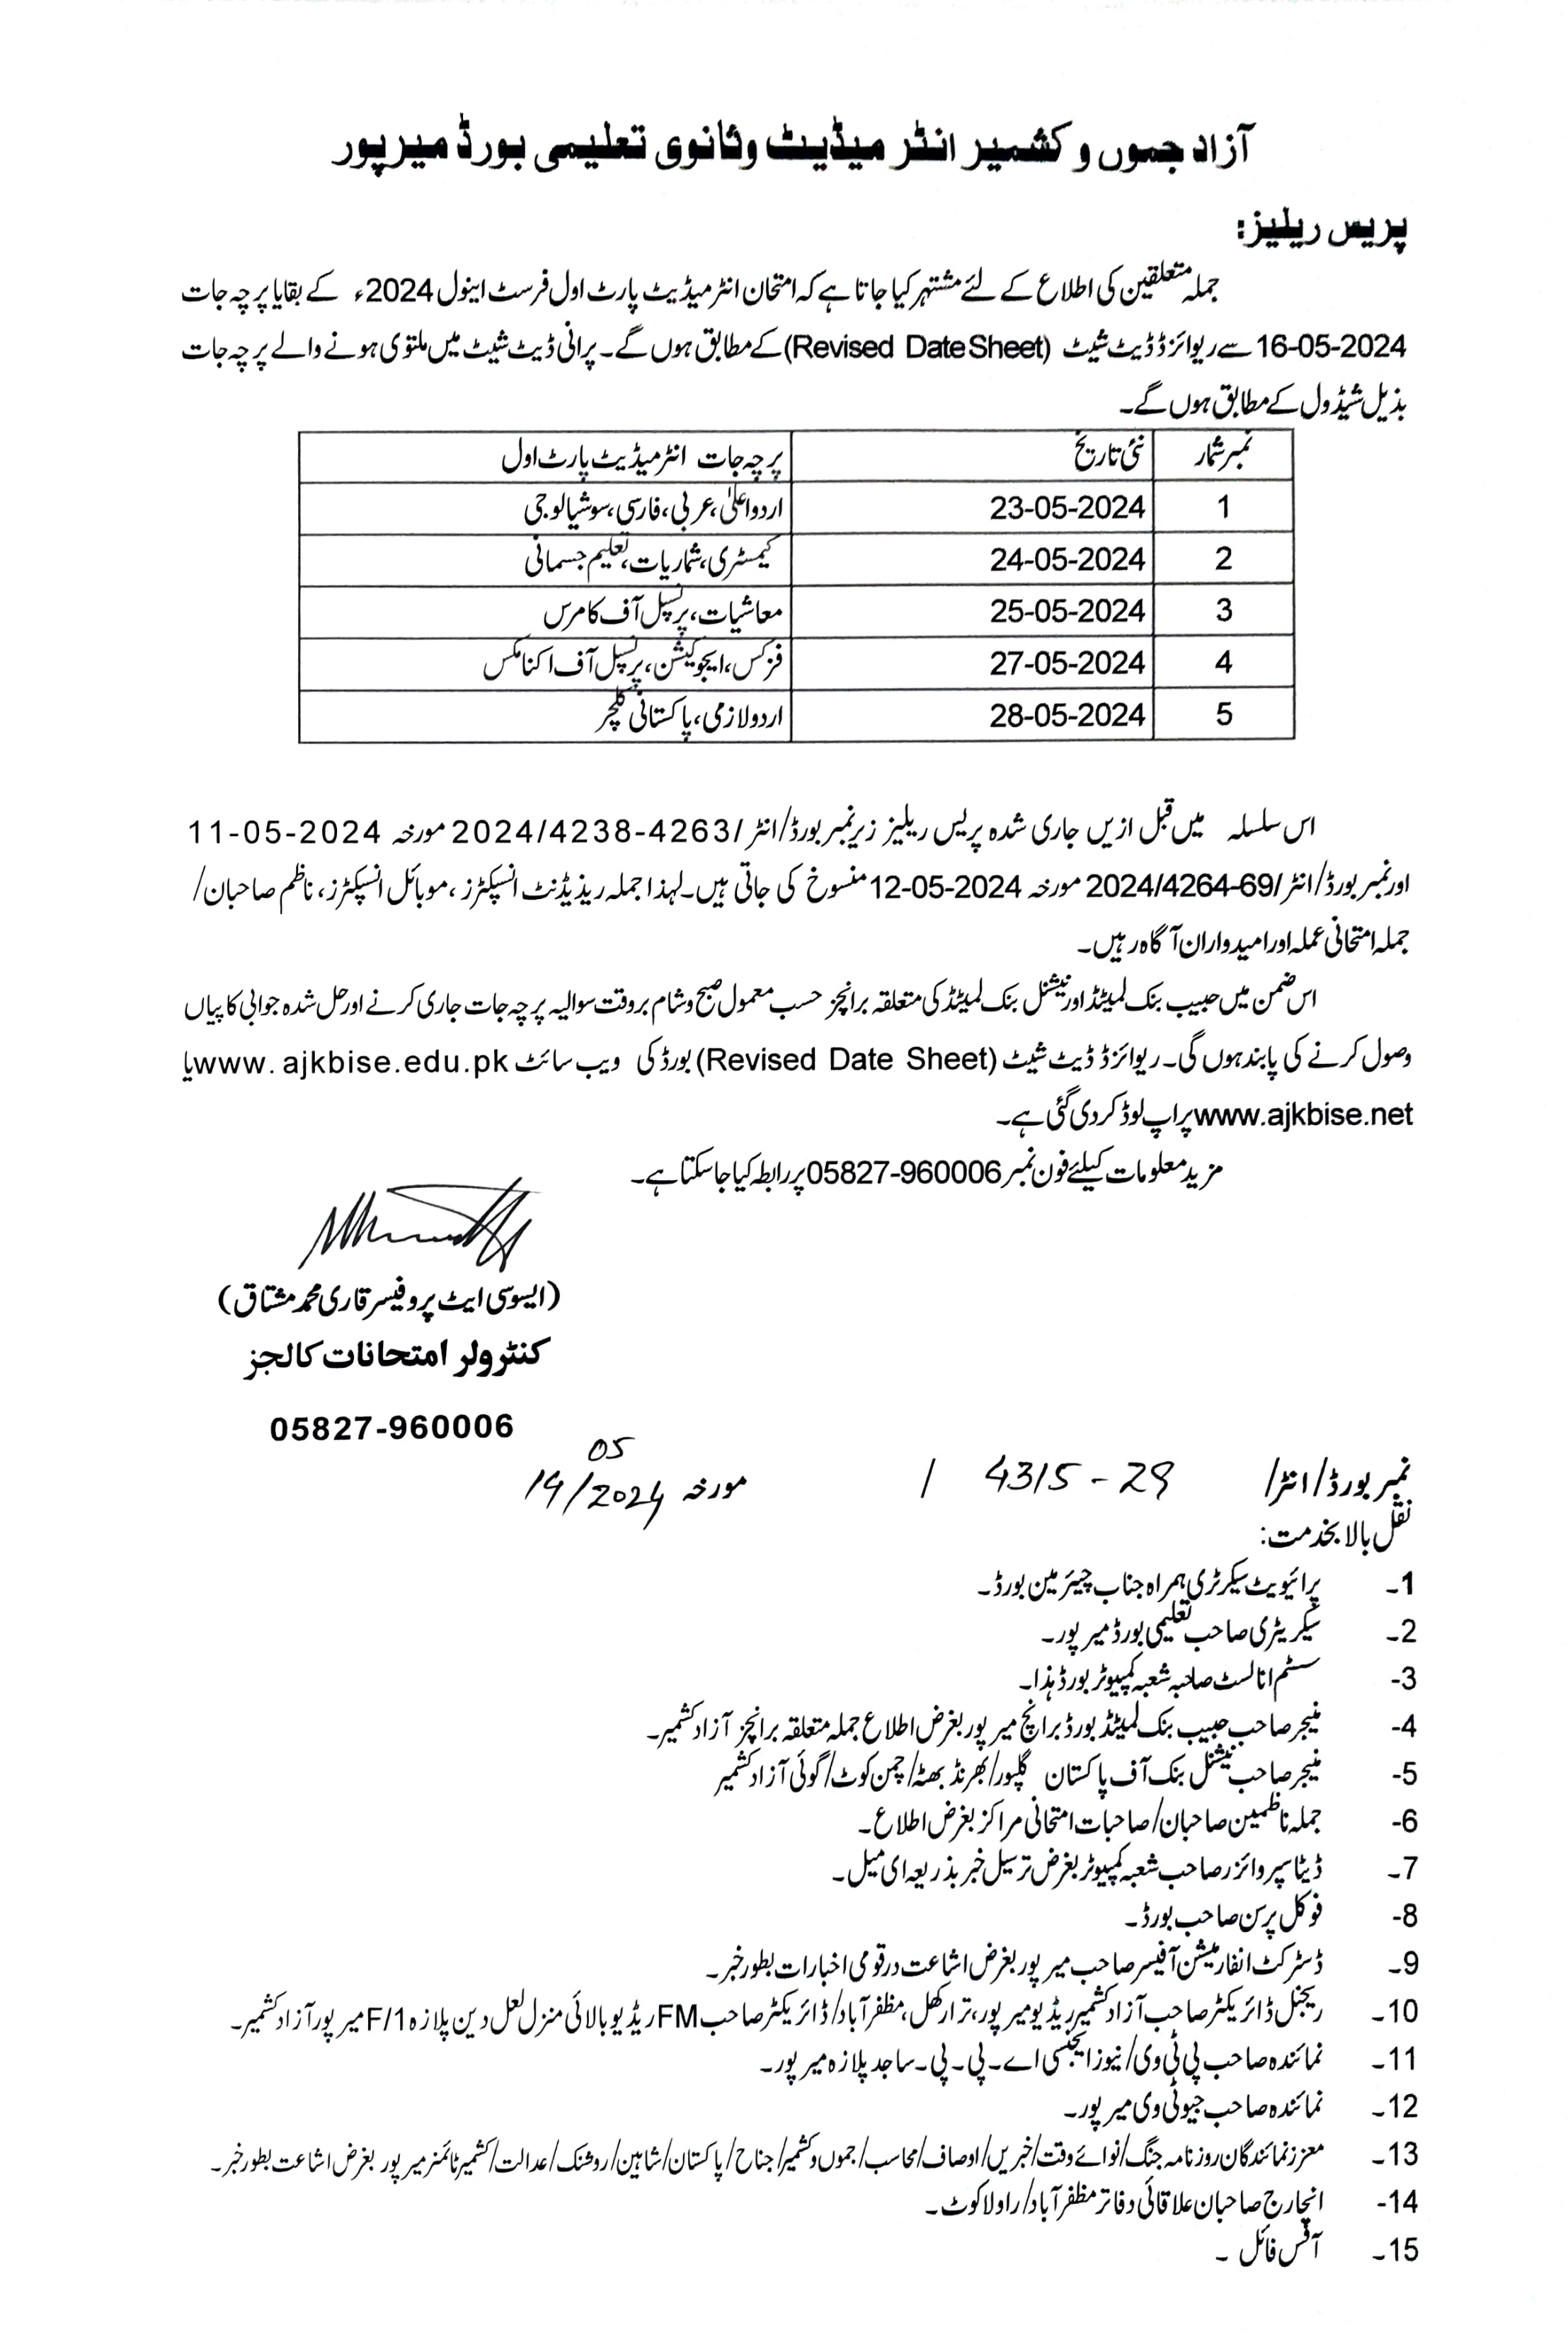 آزاد جموں و کشمیر انٹر میڈیٹ وثانوی تعلیمی بورڈ میرپور
پریس ریلیز:
جملہ متعلقین کی اطلاع کے لئے مشتہر کیا جاتا ہے کہ امتحان انٹرمیڈیٹ پارٹ اول فرسٹ اینول 2024ء کے بقایا پرچہ جات
16-05-2024 سے ریوائزڈ ڈیٹ شیٹ (Revised Date Sheet) کے مطابق ہوں گے۔ پرانی ڈیٹ شیٹ میں ملتوی ہونے والے پرچہ جات
بذیل شیڈول کے مطابق ہوں گے۔
نمبر شمار نئی تاریخ پرچہ جات انٹرمیڈیٹ پارٹ اول
1 23-05-2024 اردو اعلیٰ، عربی، فارسی، سوشیالوجی
2 24-05-2024 کیمسٹری، شماریات، تعلیم جسمانی
3 25-05-2024 معاشیات، پرنسپل آف کامرس
4 27-05-2024 فزکس، ایجوکیشن، پرنسپل آف اکنامکس
5 28-05-2024 اردو لازمی، پاکستانی کلچر
اس سلسلہ میں قبل ازیں جاری شدہ پریس ریلیز زیر نمبر بورڈ/انٹر/2024/4238-4263 مورخہ 11-05-2024
اور نمبر بورڈ/انٹر/2024/4264-69 مورخہ 12-05-2024 منسوخ کی جاتی ہیں۔ لہذا جملہ ریذیڈنٹ انسپکٹرز، موبائل انسپکٹرز، ناظم صاحبان/
جملہ امتحانی عملہ اور امیدواران آگاہ رہیں۔
اس ضمن میں حبیب بنک لمیٹڈ اور نیشنل بنک لمیٹڈ کی متعلقہ برانچز حسب معمول صبح و شام بروقت سوالیہ پرچہ جات جاری کرنے اور حل شدہ جوابی کاپیاں
وصول کرنے کی پابند ہوں گی۔ ریوائزڈ ڈیٹ شیٹ (Revised Date Sheet) بورڈ کی ویب سائٹ www. ajkbise.edu.pk یا
www.ajkbise.net پر اپ لوڈ کر دی گئی ہے۔
مزید معلومات کیلئے فون نمبر 05827-960006 پر رابطہ کیا جا سکتا ہے۔
(ایسوسی ایٹ پروفیسر قاری محمد مشتاق)
کنٹرولر امتحانات کالجز
05827-960006
نمبر بورڈ/انٹر/ 4315-29 / مورخہ 14/05/2024
نقل بالا بخدمت:
1۔ پرائیویٹ سیکرٹری ہمراہ جناب چیئرمین بورڈ۔
2۔ سیکریٹری صاحب تعلیمی بورڈ میرپور۔
3- سسٹم انالسٹ صاحبہ شعبہ کمپیوٹر بورڈ ہذا۔
4- منیجر صاحب حبیب بنک لمیٹڈ بورڈ برانچ میرپور بغرض اطلاع جملہ متعلقہ برانچز آزاد کشمیر۔
5- منیجر صاحب نیشنل بنک آف پاکستان گلپور/بھرنڈ بھٹہ/چمن کوٹ/گوئی آزاد کشمیر
6- جملہ ناظمین صاحبان/صاحبات امتحانی مراکز بغرض اطلاع۔
7۔ ڈیٹا سپروائزر صاحب شعبہ کمپیوٹر بغرض ترسیل خبر بذریعہ ای میل۔
8- فوکل پرسن صاحب بورڈ۔
9۔ ڈسٹرکٹ انفارمیشن آفیسر صاحب میرپور بغرض اشاعت در قومی اخبارات بطور خبر۔
10۔ ریجنل ڈائریکٹر صاحب آزاد کشمیر ریڈیو میرپور، تراڑکھل، مظفرآباد/ڈائریکٹر صاحب FM ریڈیو بالائی منزل لعل دین پلازہ F/1 میرپور آزاد کشمیر۔
11۔ نمائندہ صاحب پی ٹی وی/نیوز ایجنسی اے۔پی۔پی۔ساجد پلازہ میرپور۔
12۔ نمائندہ صاحب جیو ٹی وی میرپور۔
13۔ معزز نمائندگان روزنامہ جنگ/نوائے وقت/خبریں/اوصاف/محاسب/جموں وکشمیر/جناح/پاکستان/شاہین/روشنک/عدالت/کشمیر ٹائمنر میرپور بغرض اشاعت بطور خبر۔
14- انچارج صاحبان علاقائی دفاتر مظفرآباد/راولاکوٹ۔
15۔ آفس فائل ۔